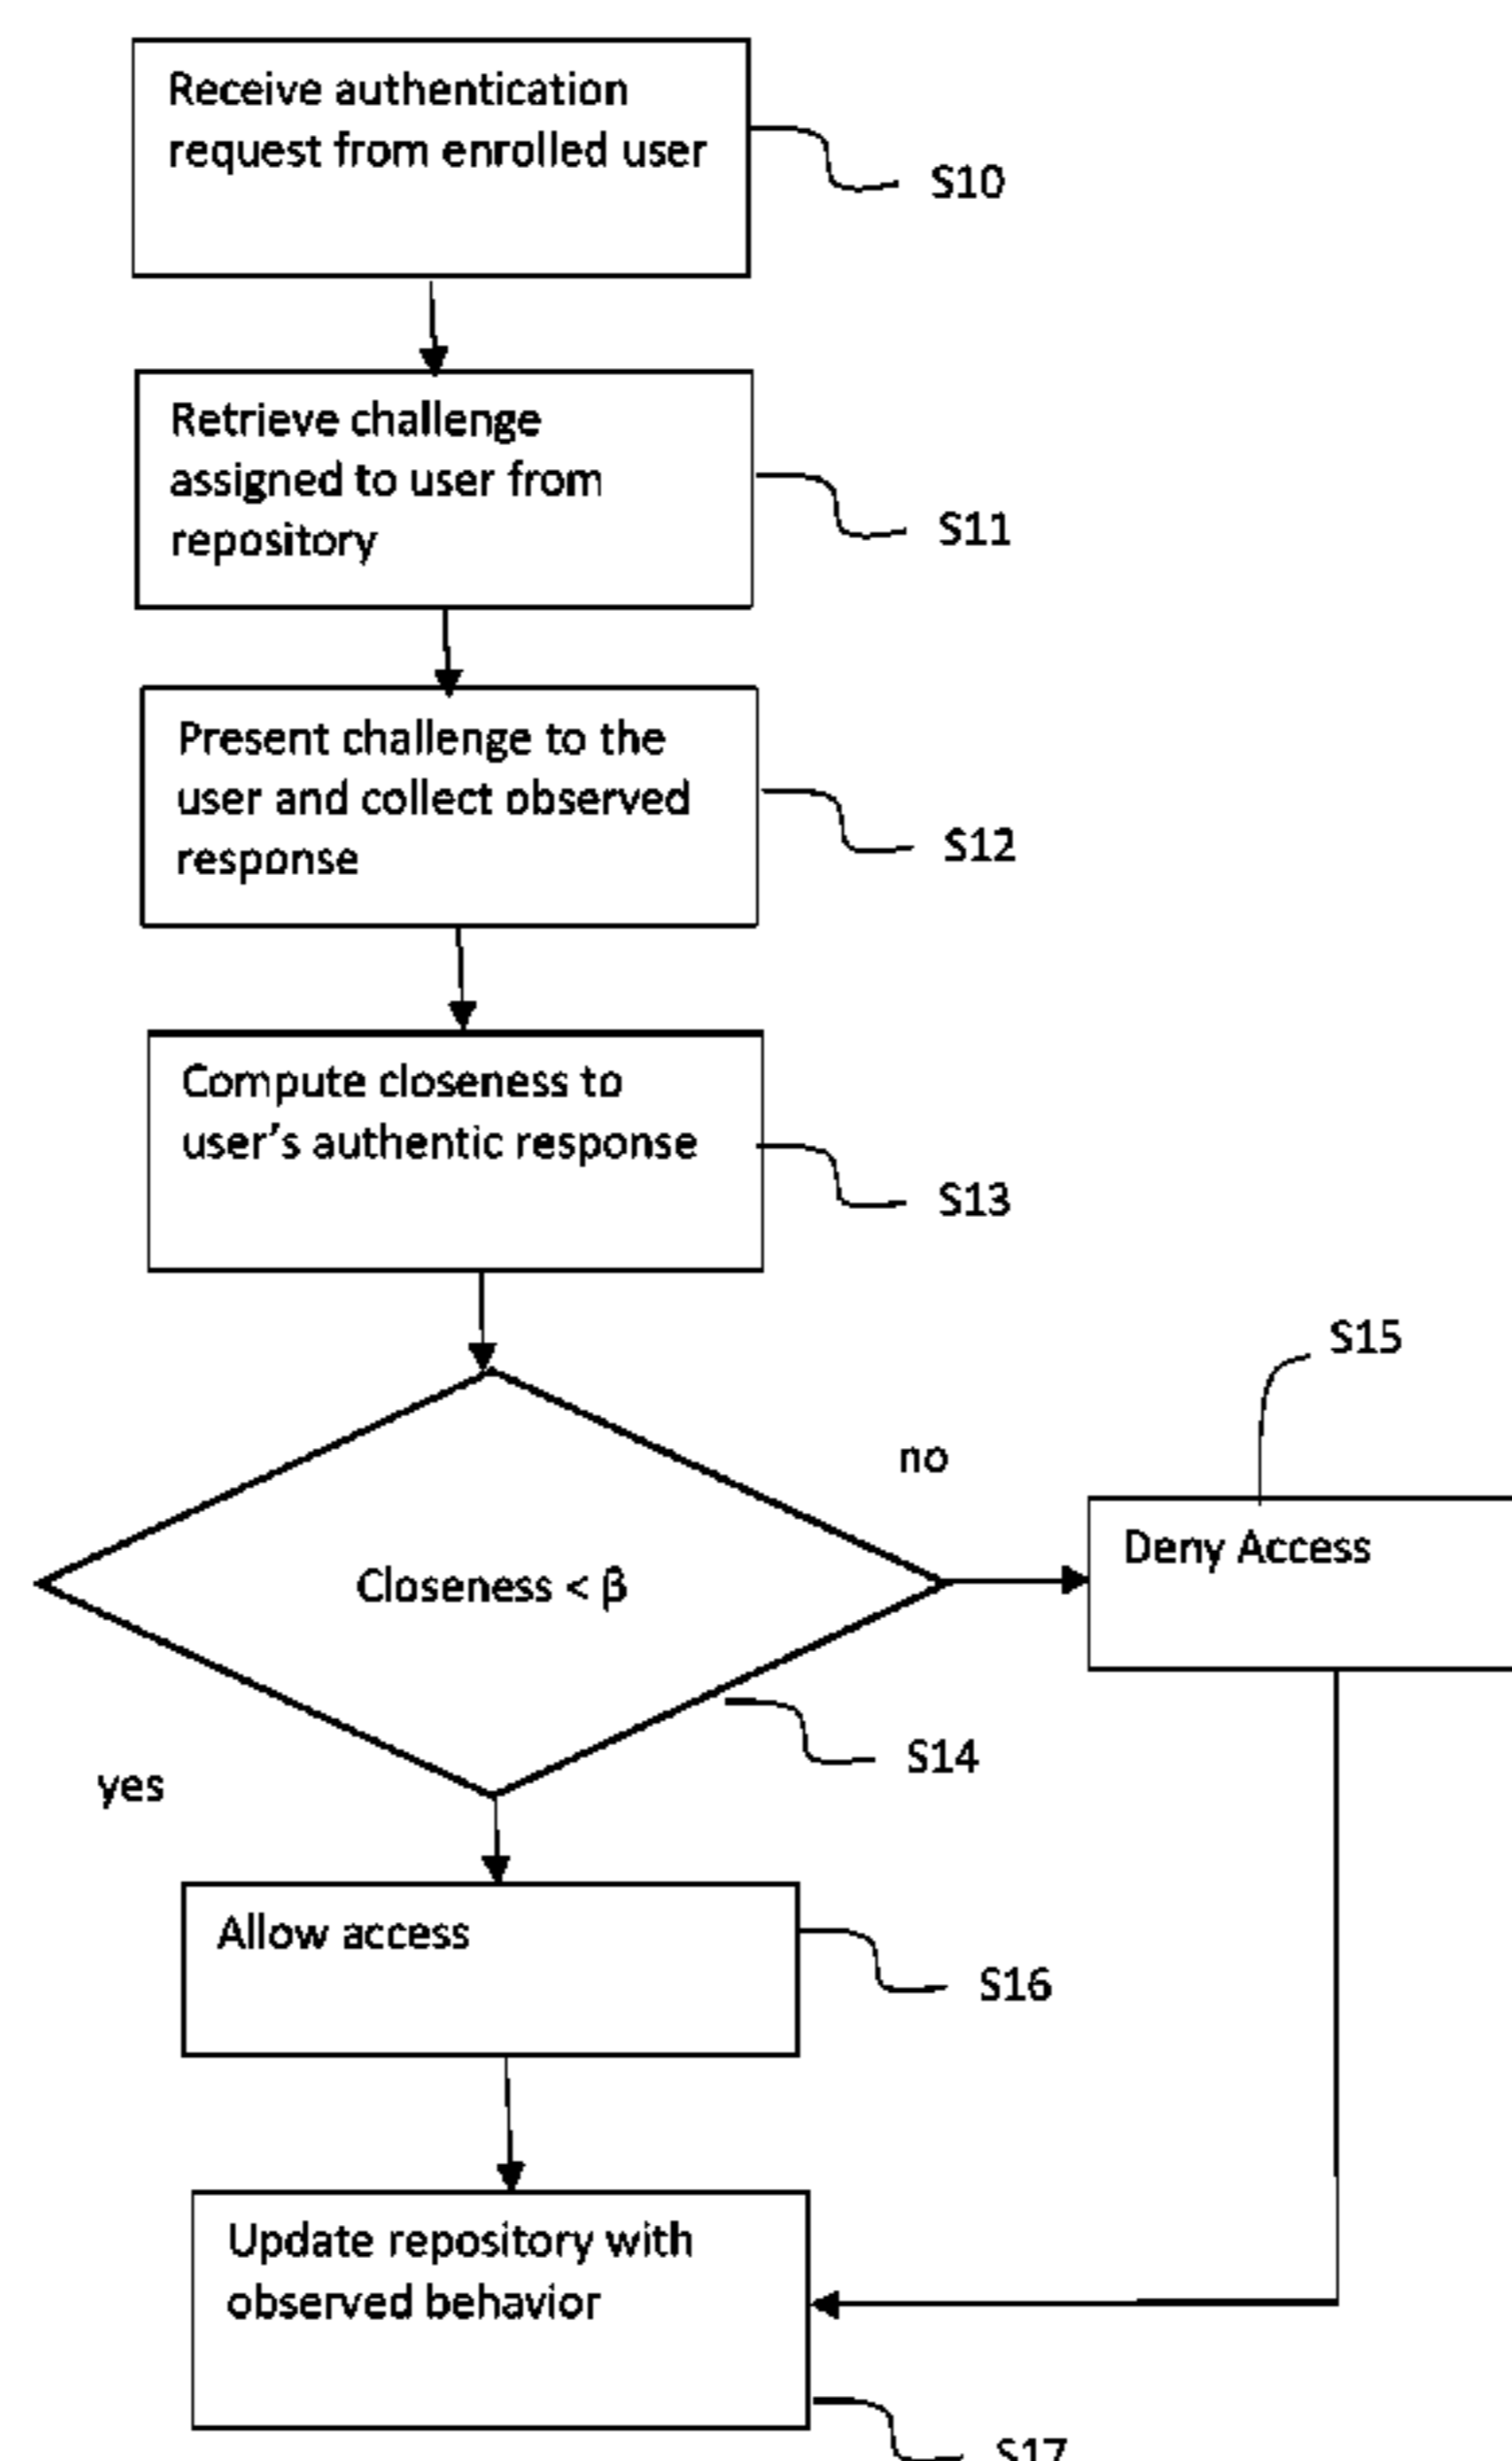 Receive authentication
request from enrolled user
S10
Retrieve challenge
assigned to user from
repository
S11
Present challenge to the
user and collect observed
response
S12
Compute closeness to
user's authentic response
S13
S15
no
Deny Access
Closeness < β
S14
yes
Allow access
S16
Update repository with
observed behavior
S17